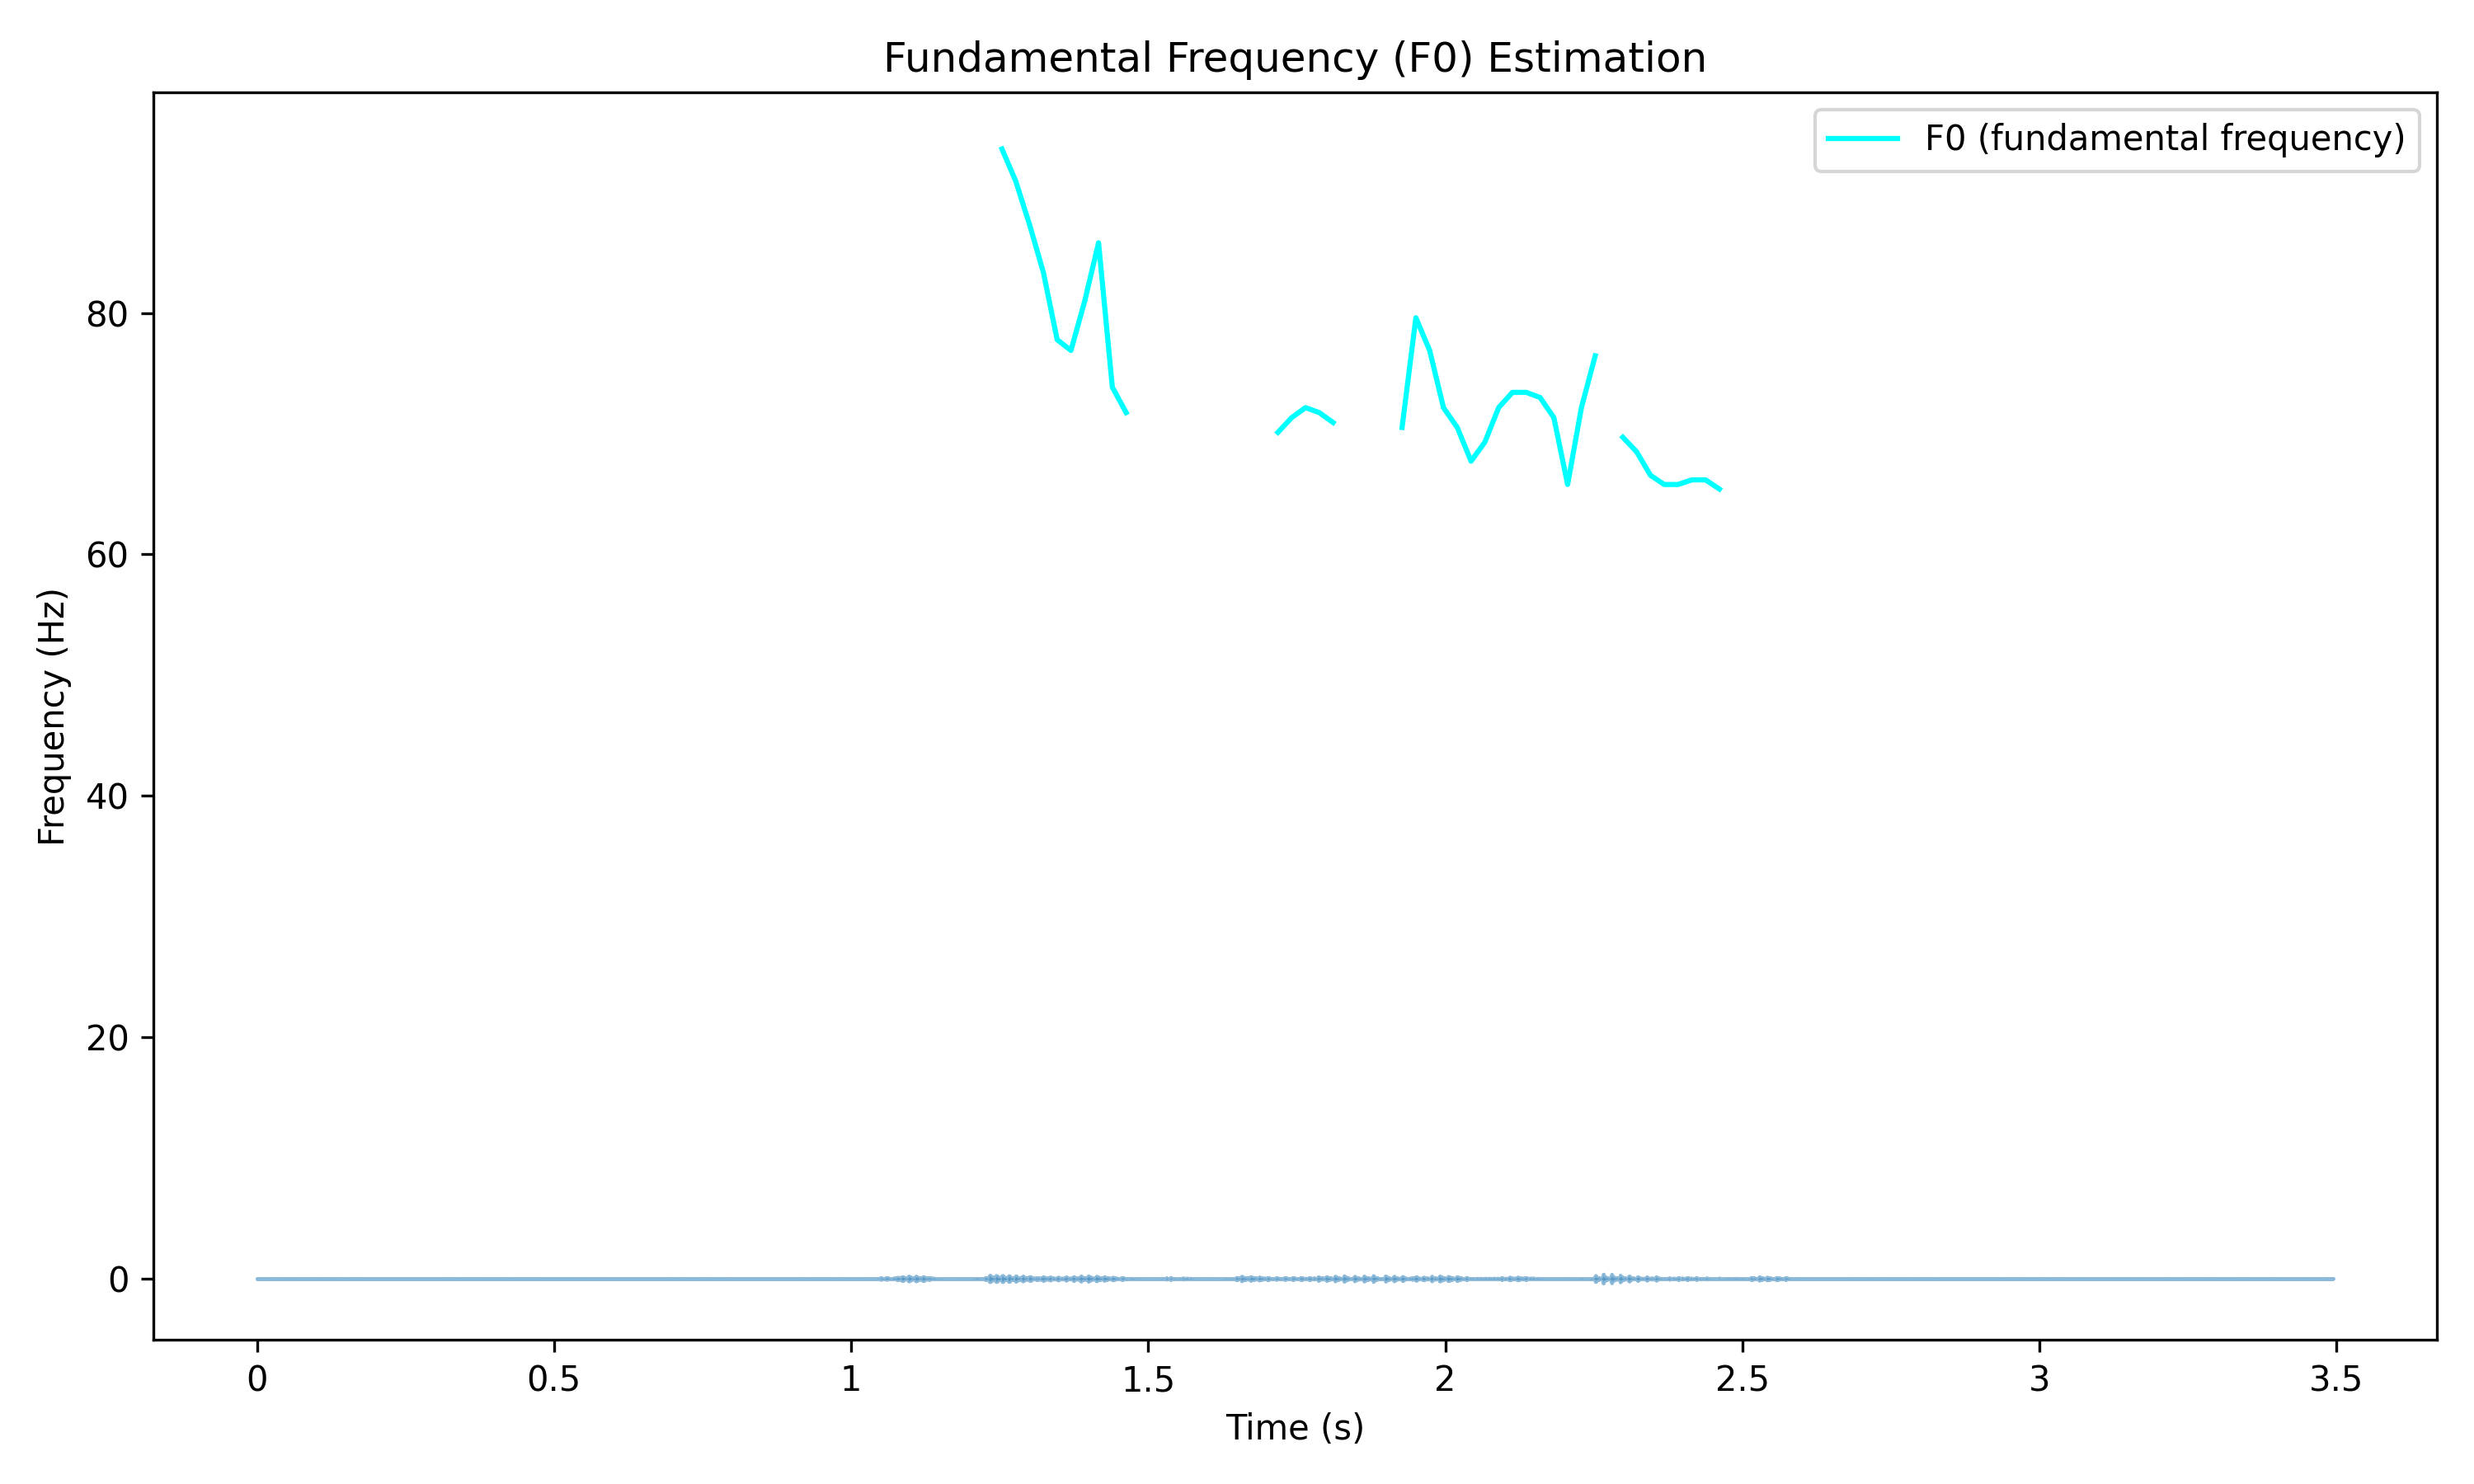 Fundamental Frequency (F0) Estimation
F0 (fundamental frequency)
Frequency (Hz)
80
60
40
20
0
0 0.5 1 1.5 2 2.5 3 3.5
Time (s)